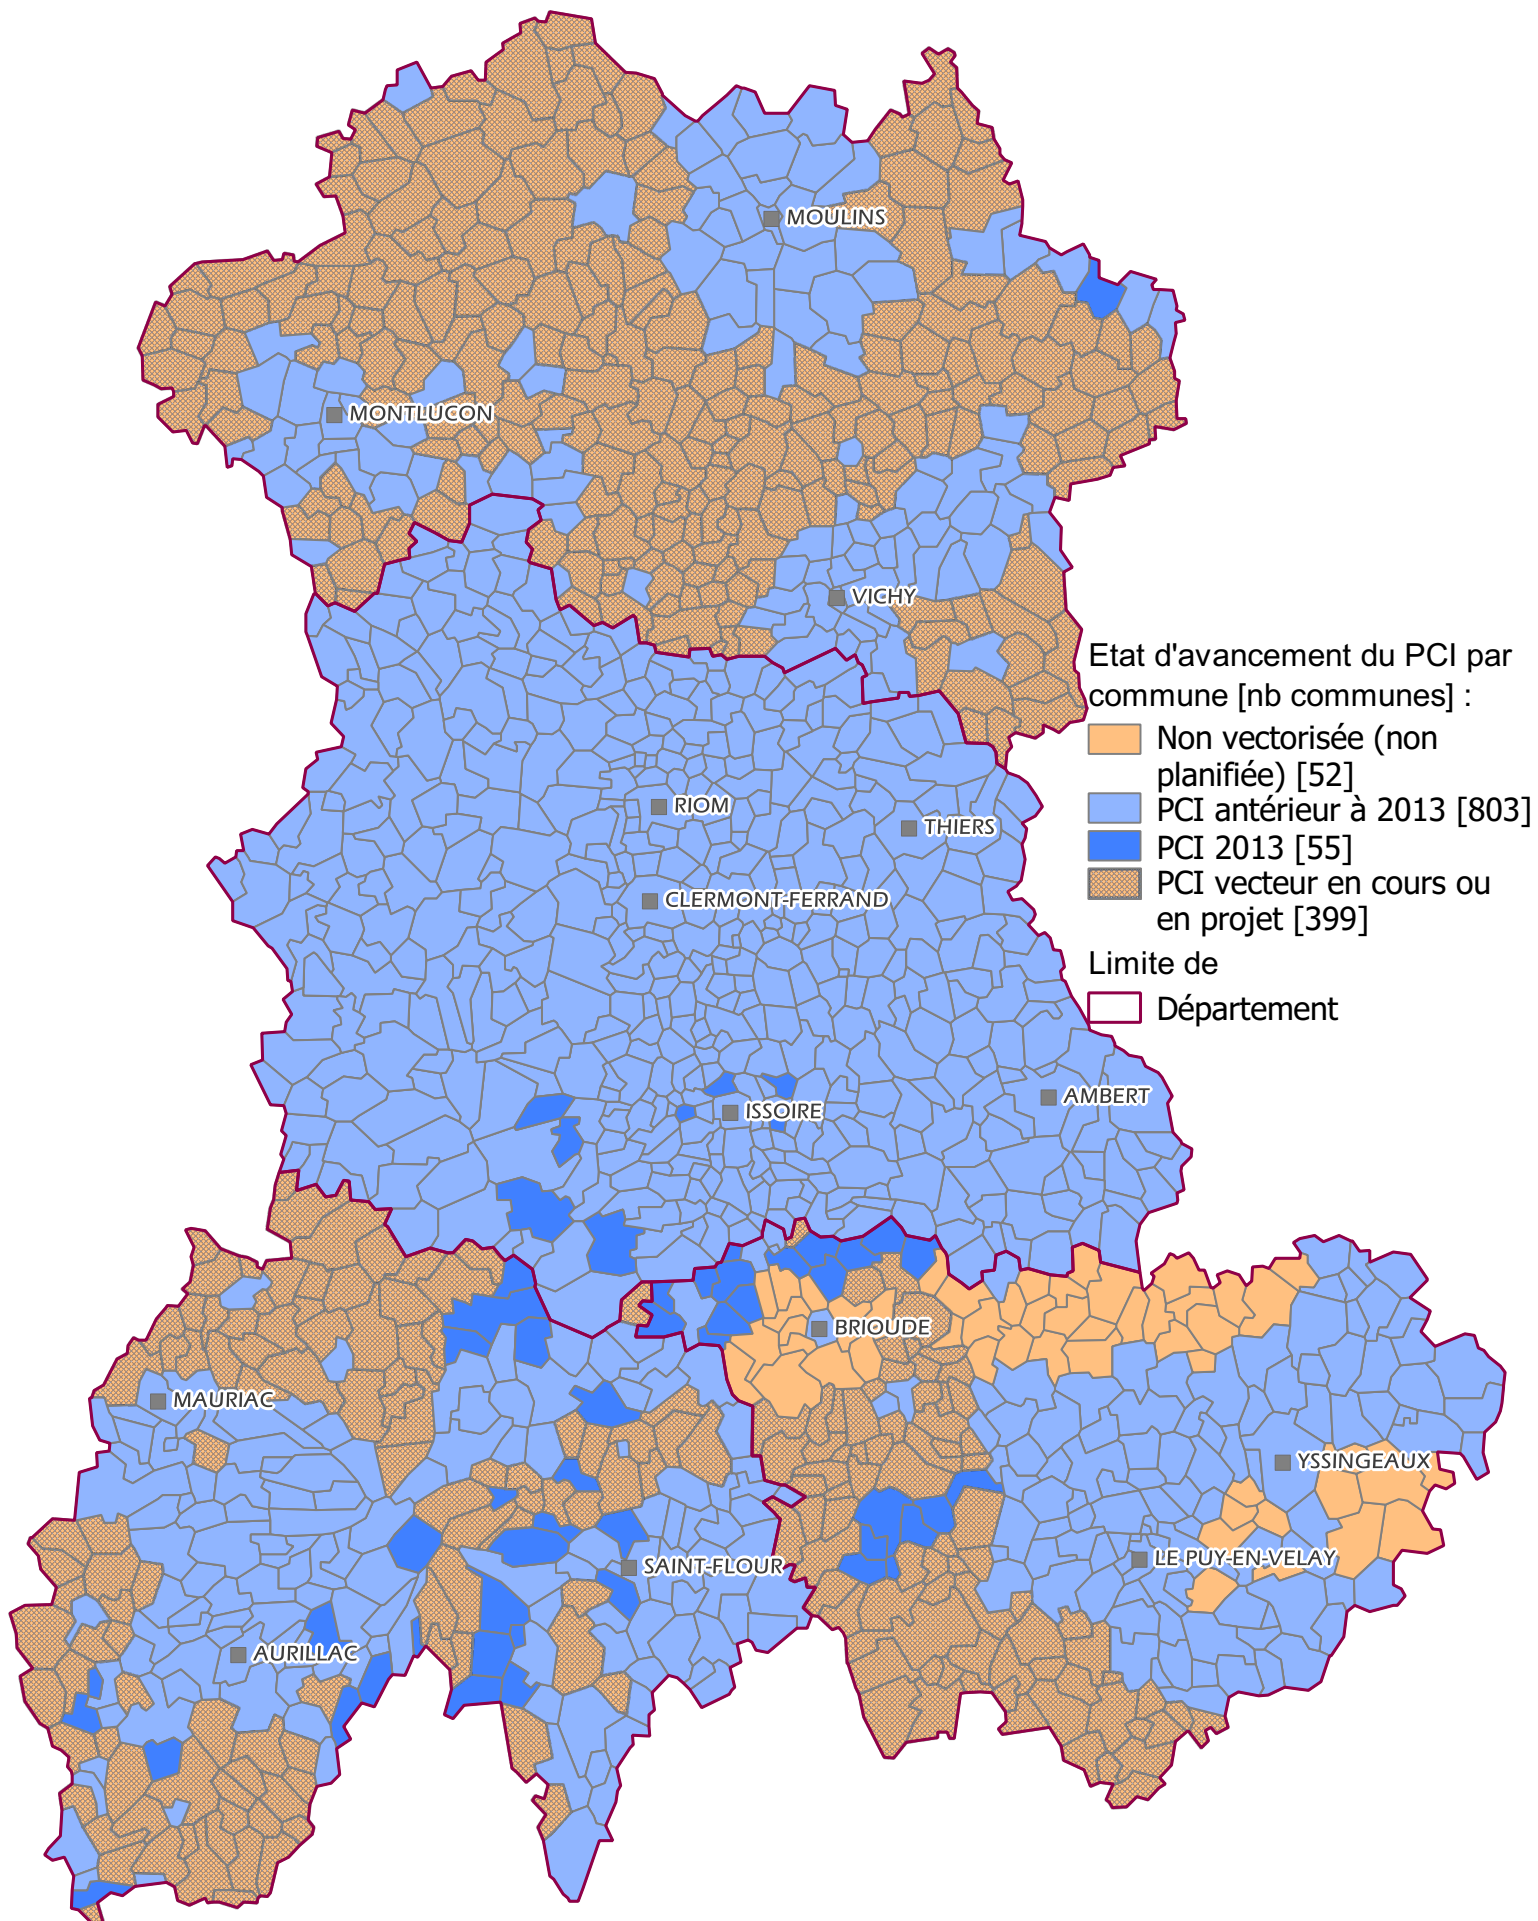 MOULINS
MONTLUCON
VICHY
Etat d'avancement du PCI par
commune [nb communes] :
Non vectorisée (non
planifiée) [52]
PCI antérieur à 2013 [803]
PCI 2013 [55]
PCI vecteur en cours ou
en projet [399]
Limite de
Département
RIOM
THIERS
CLERMONT-FERRAND
AMBERT
ISSOIRE
BRIOUDE
MAURIAC
YSSINGEAUX
LE PUY-EN-VELAY
SAINT-FLOUR
AURILLAC